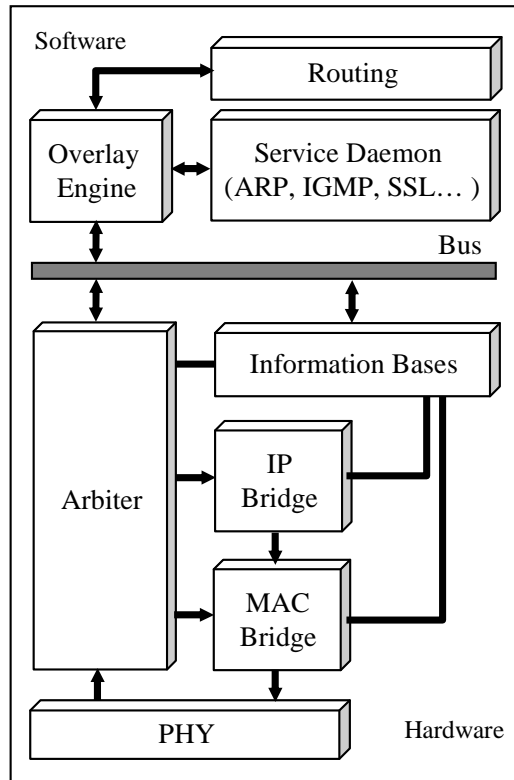 Software
Routing
Overlay
Engine
Service Daemon
(ARP, IGMP, SSL… )
Bus
Information Bases
Arbiter
IP
Bridge
MAC
Bridge
PHY
Hardware